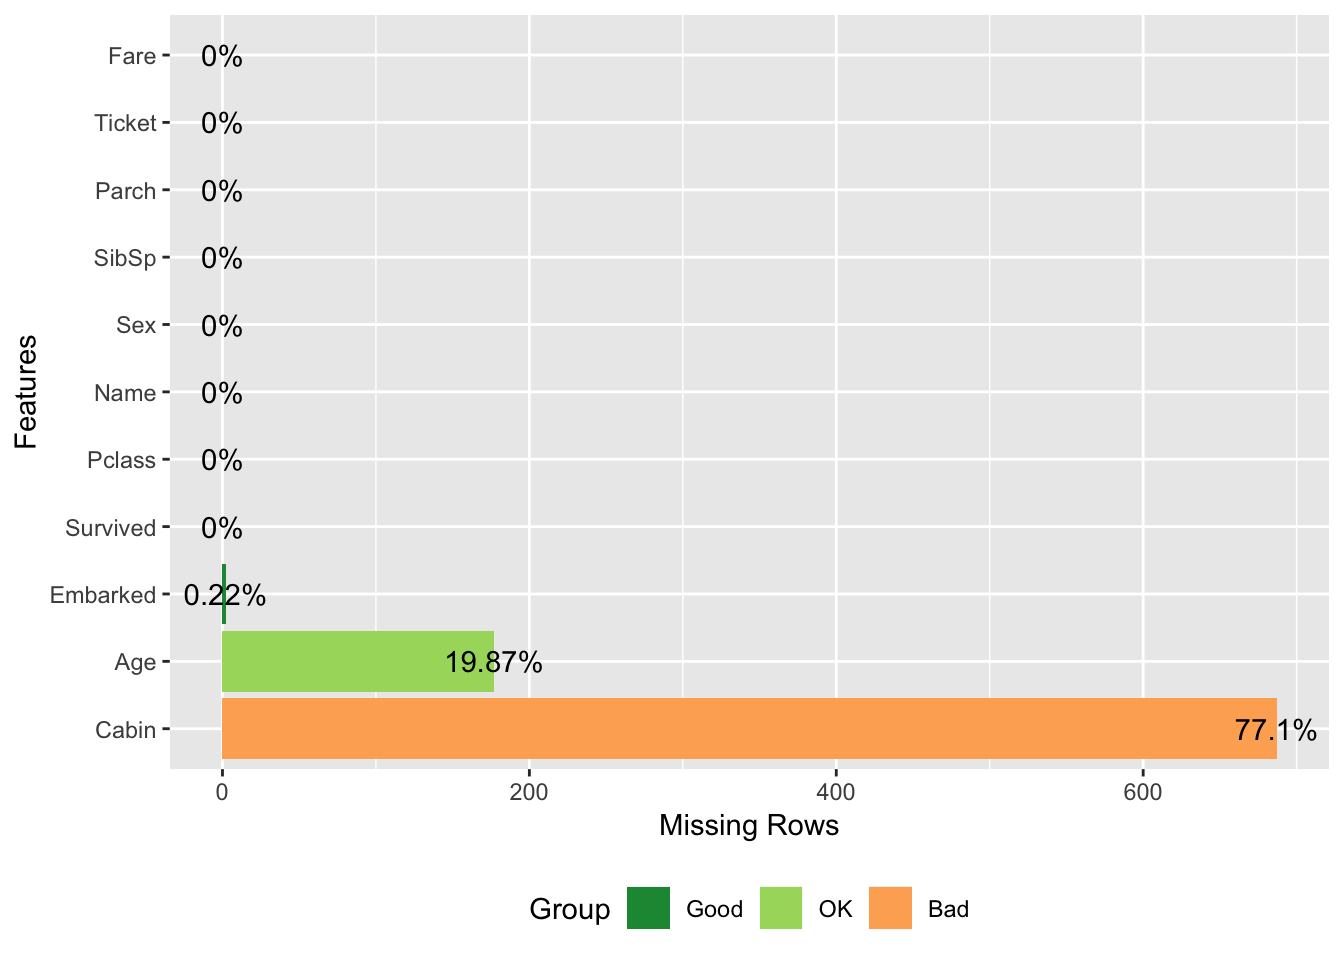 Features
Fare 0%
Ticket 0%
Parch 0%
SibSp 0%
Sex 0%
Name 0%
Pclass 0%
Survived 0%
Embarked 0.22%
Age 19.87%
Cabin 77.1%
0 200 400 600
Missing Rows
Group Good OK Bad